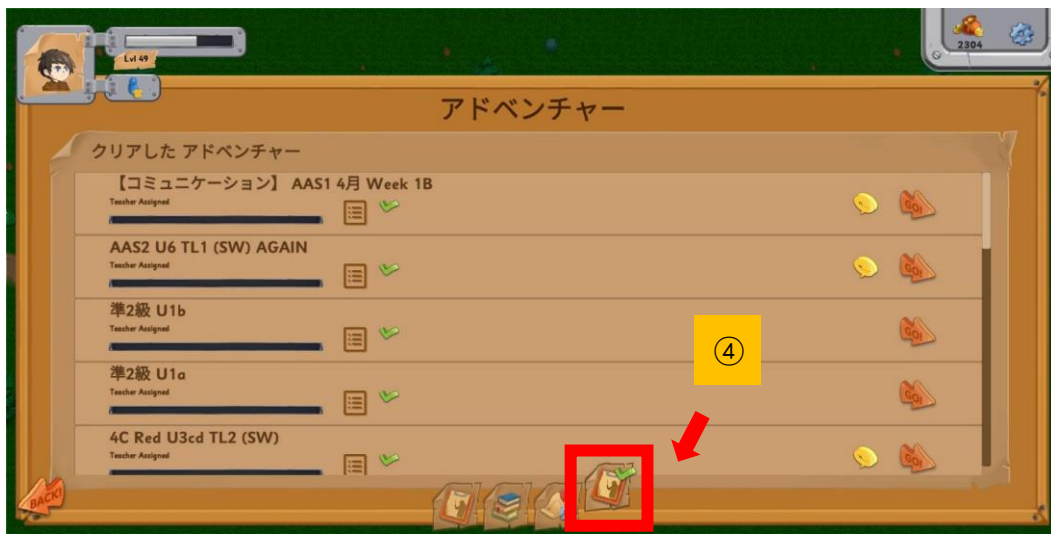 Lvl 49
2304
アドベンチャー
クリアした アドベンチャー
【コミュニケーション】 AAS1 4月 Week 1B
Teacher Assigned
GO!
AAS2 U6 TL1 (SW) AGAIN
Teacher Assigned
GO!
準2級 U1b
Teacher Assigned
GO!
④
準2級 U1a
Teacher Assigned
GO!
4C Red U3cd TL2 (SW)
Teacher Assigned
GO!
BACK!